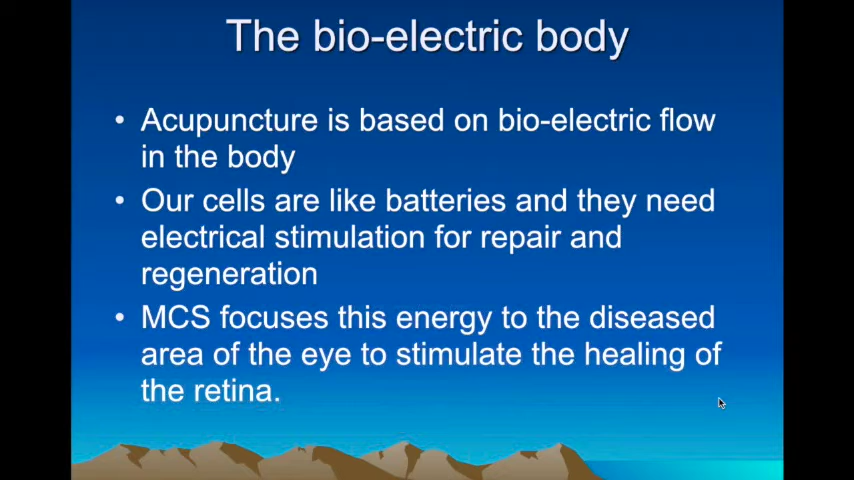 The bio-electric body
• Acupuncture is based on bio-electric flow
in the body
• Our cells are like batteries and they need
electrical stimulation for repair and
regeneration
• MCS focuses this energy to the diseased
area of the eye to stimulate the healing of
the retina.